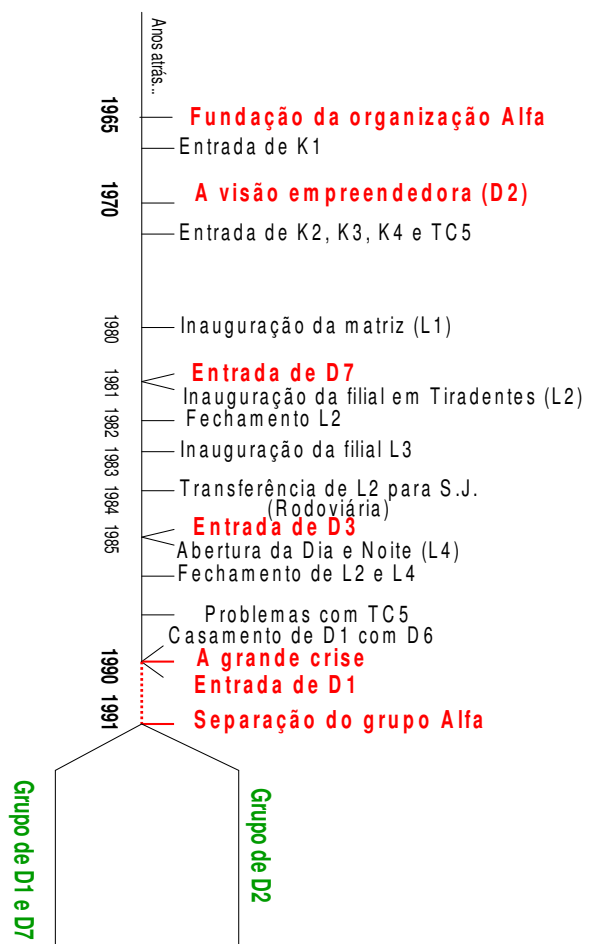 Anos atrás...
1965
Fundação da organização Alfa
Entrada de K1
1970
A visão empreendedora (D2)
Entrada de K2, K3, K4 e TC5
1980
Inauguração da matriz (L1)
1981
Entrada de D7
Inauguração da filial em Tiradentes (L2)
1982
Fechamento L2
1983
Inauguração da filial L3
1984
Transferência de L2 para S.J.
(Rodoviária)
1985
Entrada de D3
Abertura da Dia e Noite (L4)
Fechamento de L2 e L4
Problemas com TC5
Casamento de D1 com D6
1990
A grande crise
Entrada de D1
1991
Separação do grupo Alfa
Grupo de D1 e D7
Grupo de D2